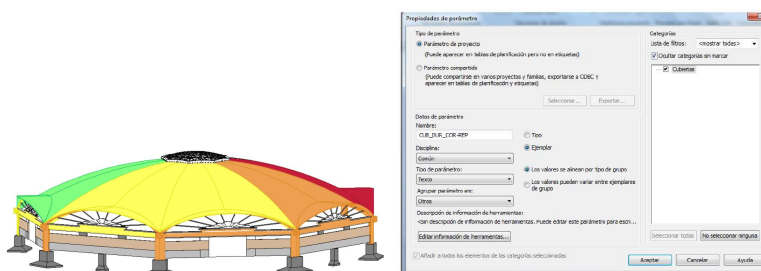 Propiedades de parámetro
Tipo de parámetro
Parámetro de proyecto
(Puede aparecer en tablas de planificación pero no en etiquetas)
Parámetro compartido
(Puede compartirse en varios proyectos y familias, exportarse a ODBC y
aparecer en tablas de planificación y etiquetas)
Seleccionar...
Exportar...
Datos de parámetro
Nombre:
CUB_DUR_COR-REP
Tipo
Disciplina:
Ejemplar
Común
Tipo de parámetro:
Los valores se alinean por tipo de grupo
Texto
Los valores pueden variar entre ejemplares
de grupo
Agrupar parámetro en:
Otros
Descripción de información de herramientas:
<Sin descripción de información de herramientas. Puede editar este parámetro para escri...
Editar información de herramientas...
Añadir a todos los elementos de las categorías seleccionadas
Categorías
Lista de filtros:
<mostrar todas>
Ocultar categorías sin marcar
Cubiertas
Seleccionar todas
No seleccionar ninguna
Aceptar
Cancelar
Ayuda